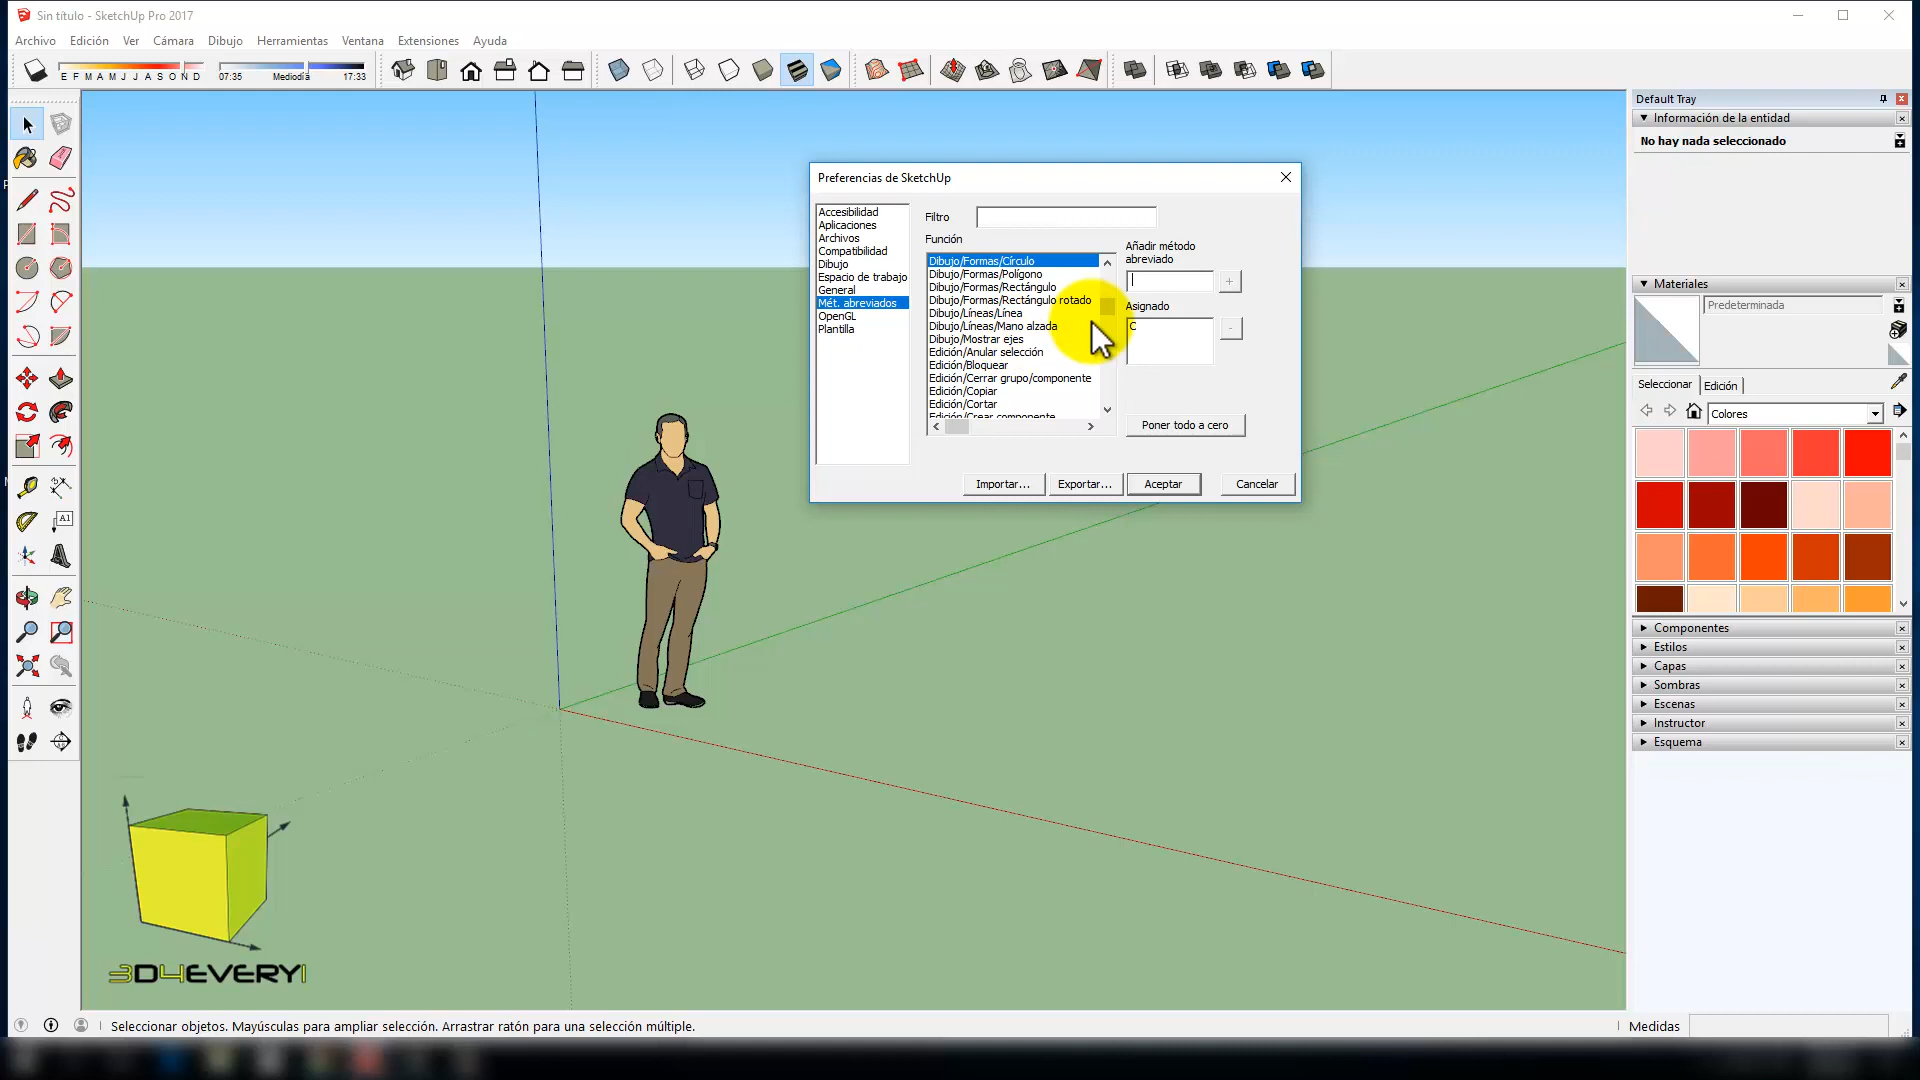 Sin título - SketchUp Pro 2017
Archivo Edición Ver Cámara Dibujo Herramientas Ventana Extensiones Ayuda
E F M A M J J A S O N D
07:35 Mediodía 17:33
Default Tray
Información de la entidad
No hay nada seleccionado
Materiales
Predeterminada
Seleccionar Edición
Colores
Componentes
Estilos
Capas
Sombras
Escenas
Instructor
Esquema
Preferencias de SketchUp
Accesibilidad
Aplicaciones
Archivos
Compatibilidad
Dibujo
Espacio de trabajo
General
Mét. abreviados
OpenGL
Plantilla
Filtro
Función
Dibujo/Formas/Círculo
Dibujo/Formas/Polígono
Dibujo/Formas/Rectángulo
Dibujo/Formas/Rectángulo rotado
Dibujo/Líneas/Línea
Dibujo/Líneas/Mano alzada
Dibujo/Mostrar ejes
Edición/Anular selección
Edición/Bloquear
Edición/Cerrar grupo/componente
Edición/Copiar
Edición/Cortar
Edición/Crear componente
Añadir método
abreviado
+
Asignado
C
-
Poner todo a cero
Importar... Exportar... Aceptar Cancelar
A1
3D4EVERY1
Seleccionar objetos. Mayúsculas para ampliar selección. Arrastrar ratón para una selección múltiple.
Medidas